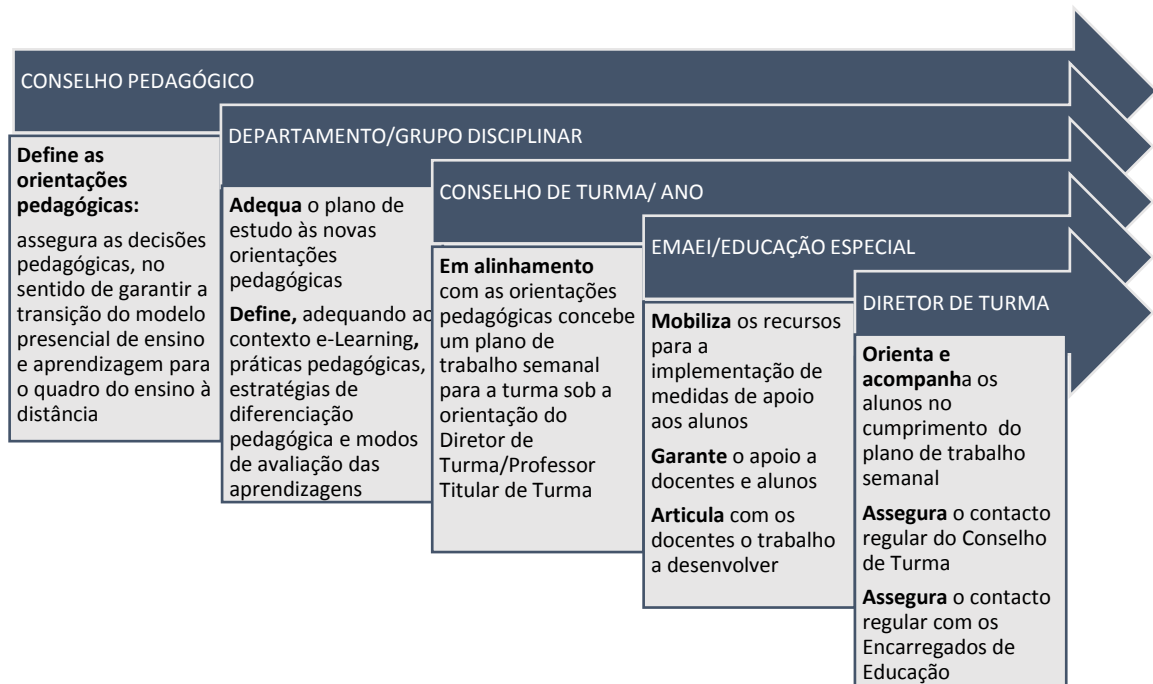 CONSELHO PEDAGÓGICO
Define as
orientações
pedagógicas:
assegura as decisões
pedagógicas, no
sentido de garantir a
transição do modelo
presencial de ensino
e aprendizagem para
o quadro do ensino à
distância
DEPARTAMENTO/GRUPO DISCIPLINAR
Adequa o plano de
estudo às novas
orientações
pedagógicas
Define, adequando ao
contexto e-Learning,
práticas pedagógicas,
estratégias de
diferenciação
pedagógica e modos
de avaliação das
aprendizagens
CONSELHO DE TURMA/ ANO
Em alinhamento
com as orientações
pedagógicas concebe
um plano de
trabalho semanal
para a turma sob a
orientação do
Diretor de
Turma/Professor
Titular de Turma
EMAEI/EDUCAÇÃO ESPECIAL
Mobiliza os recursos
para a
implementação de
medidas de apoio
aos alunos
Garante o apoio a
docentes e alunos
Articula com os
docentes o trabalho
a desenvolver
DIRETOR DE TURMA
Orienta e
acompanha os
alunos no
cumprimento do
plano de trabalho
semanal
Assegura o contacto
regular do Conselho
de Turma
Assegura o contacto
regular com os
Encarregados de
Educação